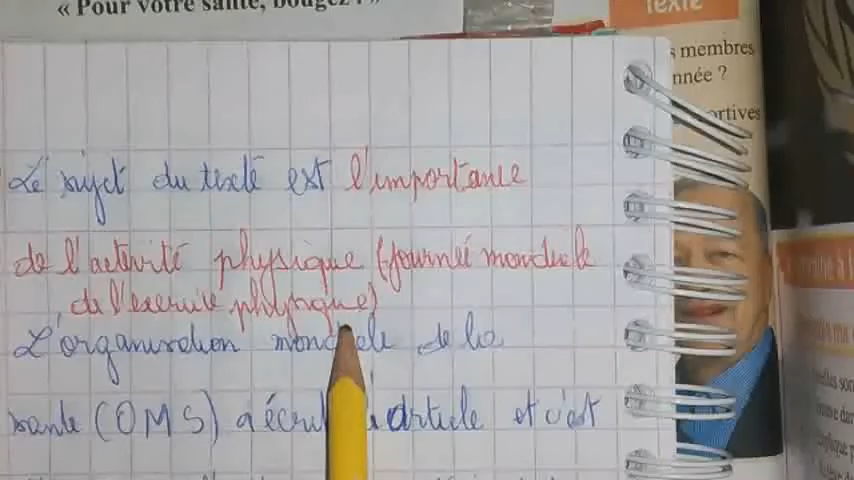 « Pour votre santé, bougez ! »
Texte
membres
nnée ?
ortives
Le sujet du texte est l'importance
de l'activité physique (journée mondiale
de l'exercice physique)
L'organisation mondiale de la
santé (OMS) a écrit l'article et c'est